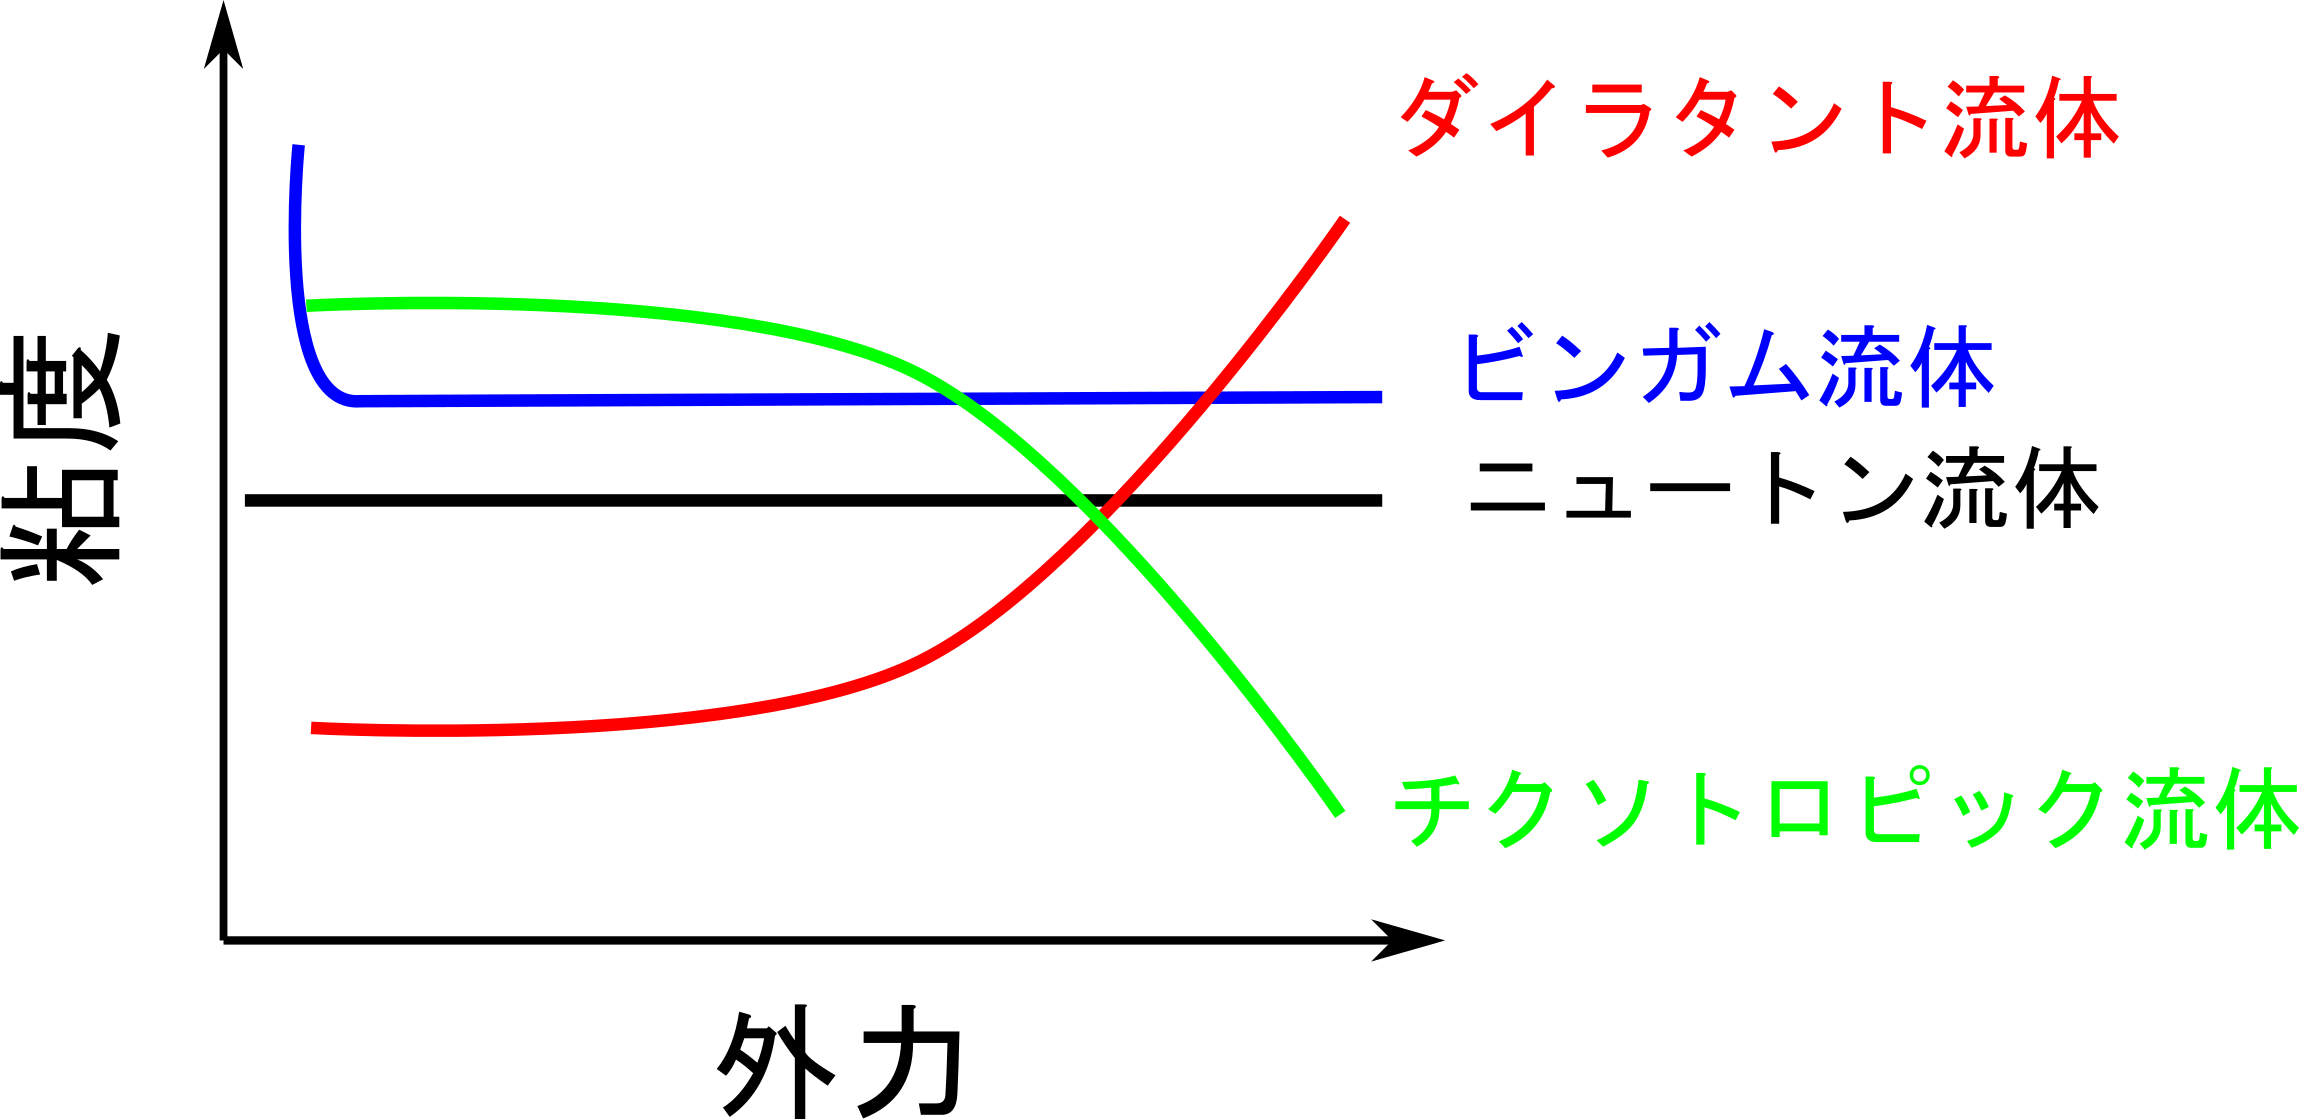 ダイラタント流体
ビンガム流体
粘度
ニュートン流体
チクソトロピック流体
外力